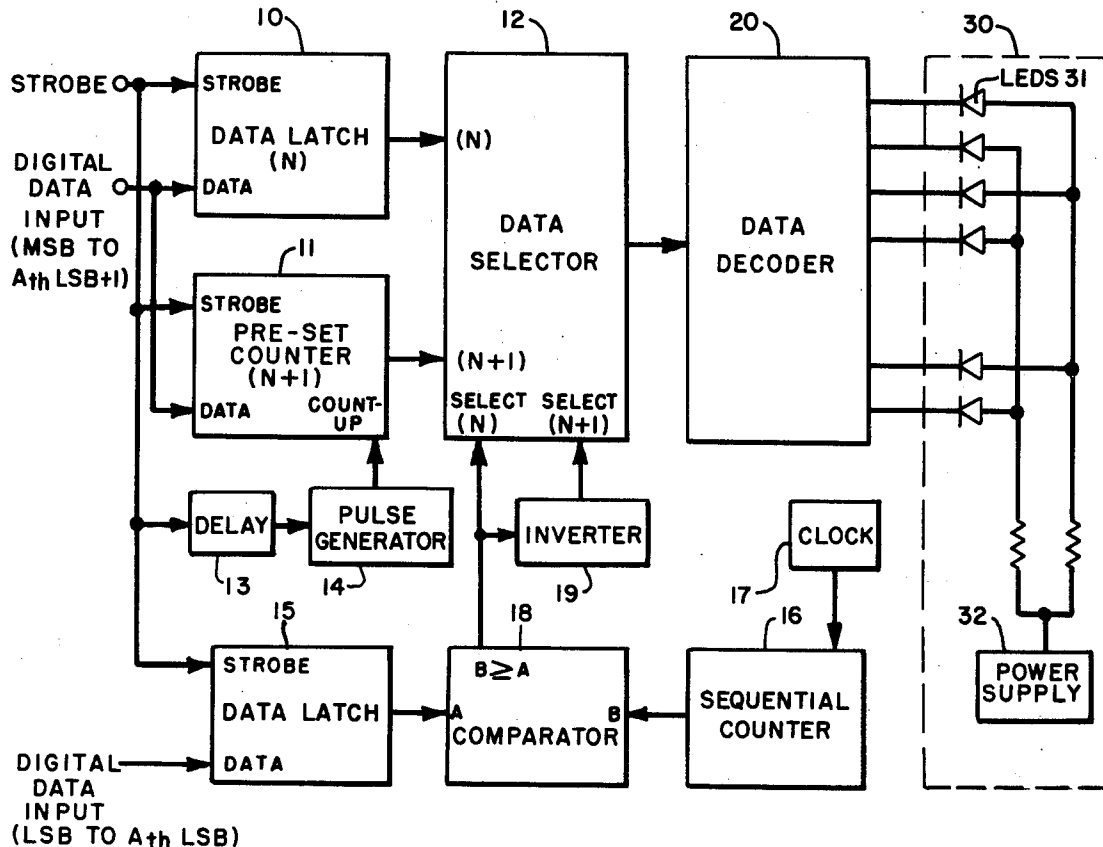 10
12
20
30
STROBE
STROBE
DATA LATCH
(N)
DATA
DIGITAL
DATA
INPUT
(MSB TO
Ath LSB+1)
(N)
DATA
SELECTOR
(N+1)
SELECT
(N)
SELECT
(N+1)
DATA
DECODER
LEDS 31
11
STROBE
PRE-SET
COUNTER
(N+1)
DATA
COUNT-
UP
DELAY
13
PULSE
GENERATOR
14
INVERTER
19
CLOCK
17
15
STROBE
DATA LATCH
DATA
18
B≥A
A
B
COMPARATOR
16
SEQUENTIAL
COUNTER
32
POWER
SUPPLY
DIGITAL
DATA
INPUT
(LSB TO Ath LSB)